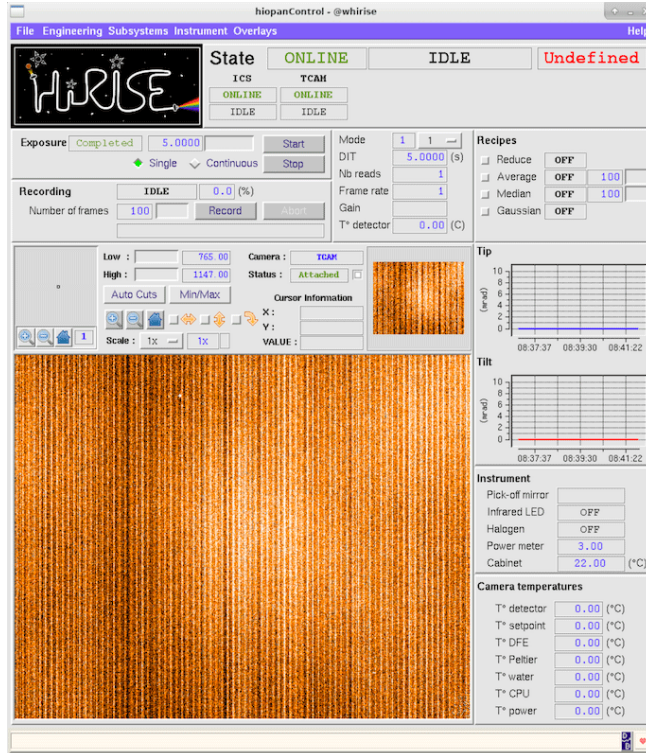 hiopanControl - @whirise
File Engineering Subsystems Instrument Overlays Help
HiRISE
State ONLINE IDLE Undefined
ICS TCAM
ONLINE ONLINE
IDLE IDLE
Exposure Completed 5.0000 Start
Single Continuous Stop
Recording IDLE 0.0 (%)
Number of frames 100 Record Abort
Mode 1 1
DIT 5.0000 (s)
Nb reads 1
Frame rate 1
Gain
T° detector 0.00 (C)
Recipes
Reduce OFF
Average OFF 100
Median OFF 100
Gaussian OFF
Low : 765.00 Camera : TCAM
High : 1147.00 Status : Attached
Auto Cuts Min/Max Cursor Information
X :
Y :
1 Scale : 1x 1x VALUE :
Tip
10
8
6
4
2
0
(mrad)
08:37:37 08:39:30 08:41:22
Tilt
10
8
6
4
2
0
(mrad)
08:37:37 08:39:30 08:41:22
Instrument
Pick-off mirror
Infrared LED OFF
Halogen OFF
Power meter 3.00
Cabinet 22.00 (°C)
Camera temperatures
T° detector 0.00 (°C)
T° setpoint 0.00 (°C)
T° DFE 0.00 (°C)
T° Peltier 0.00 (°C)
T° water 0.00 (°C)
T° CPU 0.00 (°C)
T° power 0.00 (°C)